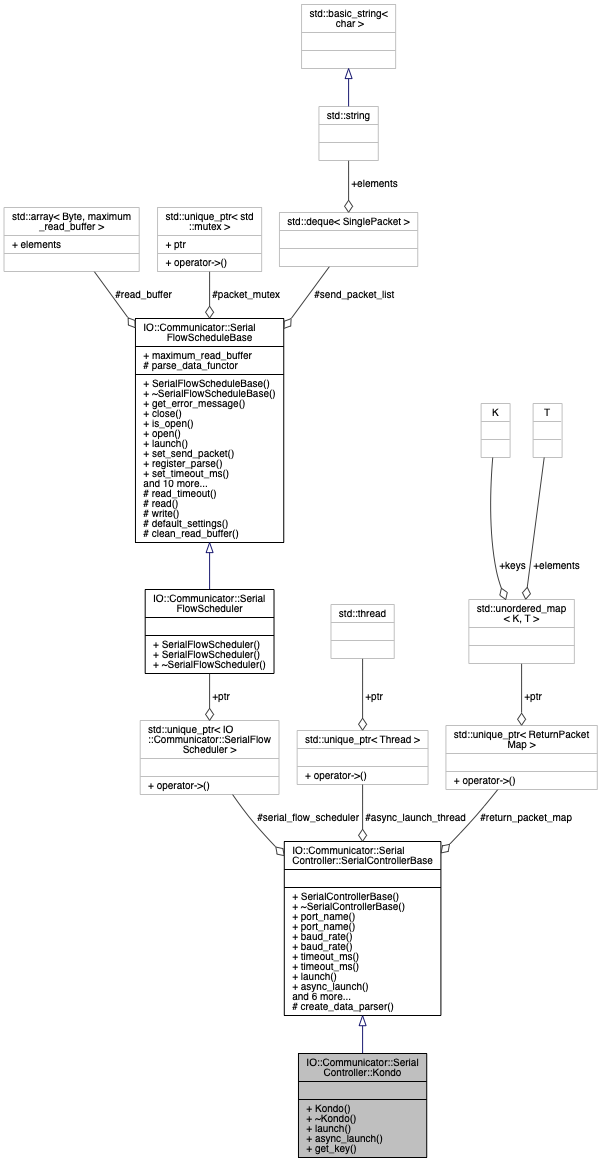 std::basic_string<
char >
std::string
+elements
std::array< Byte, maximum
_read_buffer >
+ elements
std::unique_ptr< std
::mutex >
+ ptr
+ operator->()
std::deque< SinglePacket >
#read_buffer
#packet_mutex
#send_packet_list
IO::Communicator::Serial
FlowScheduleBase
+ maximum_read_buffer
# parse_data_functor
+ SerialFlowScheduleBase()
+ ~SerialFlowScheduleBase()
+ get_error_message()
+ close()
+ is_open()
+ open()
+ launch()
+ set_send_packet()
+ register_parse()
+ set_timeout_ms()
and 10 more...
# read_timeout()
# read()
# write()
# default_settings()
# clean_read_buffer()
K
T
+keys
+elements
IO::Communicator::Serial
FlowScheduler
+ SerialFlowScheduler()
+ SerialFlowScheduler()
+ ~SerialFlowScheduler()
std::thread
std::unordered_map
< K, T >
+ptr
+ptr
+ptr
std::unique_ptr< IO
::Communicator::SerialFlow
Scheduler >
+ operator->()
std::unique_ptr< Thread >
+ operator->()
std::unique_ptr< ReturnPacket
Map >
+ operator->()
#serial_flow_scheduler
#async_launch_thread
#return_packet_map
IO::Communicator::Serial
Controller::SerialControllerBase
+ SerialControllerBase()
+ ~SerialControllerBase()
+ port_name()
+ port_name()
+ baud_rate()
+ baud_rate()
+ timeout_ms()
+ timeout_ms()
+ launch()
+ async_launch()
and 6 more...
# create_data_parser()
IO::Communicator::Serial
Controller::Kondo
+ Kondo()
+ ~Kondo()
+ launch()
+ async_launch()
+ get_key()